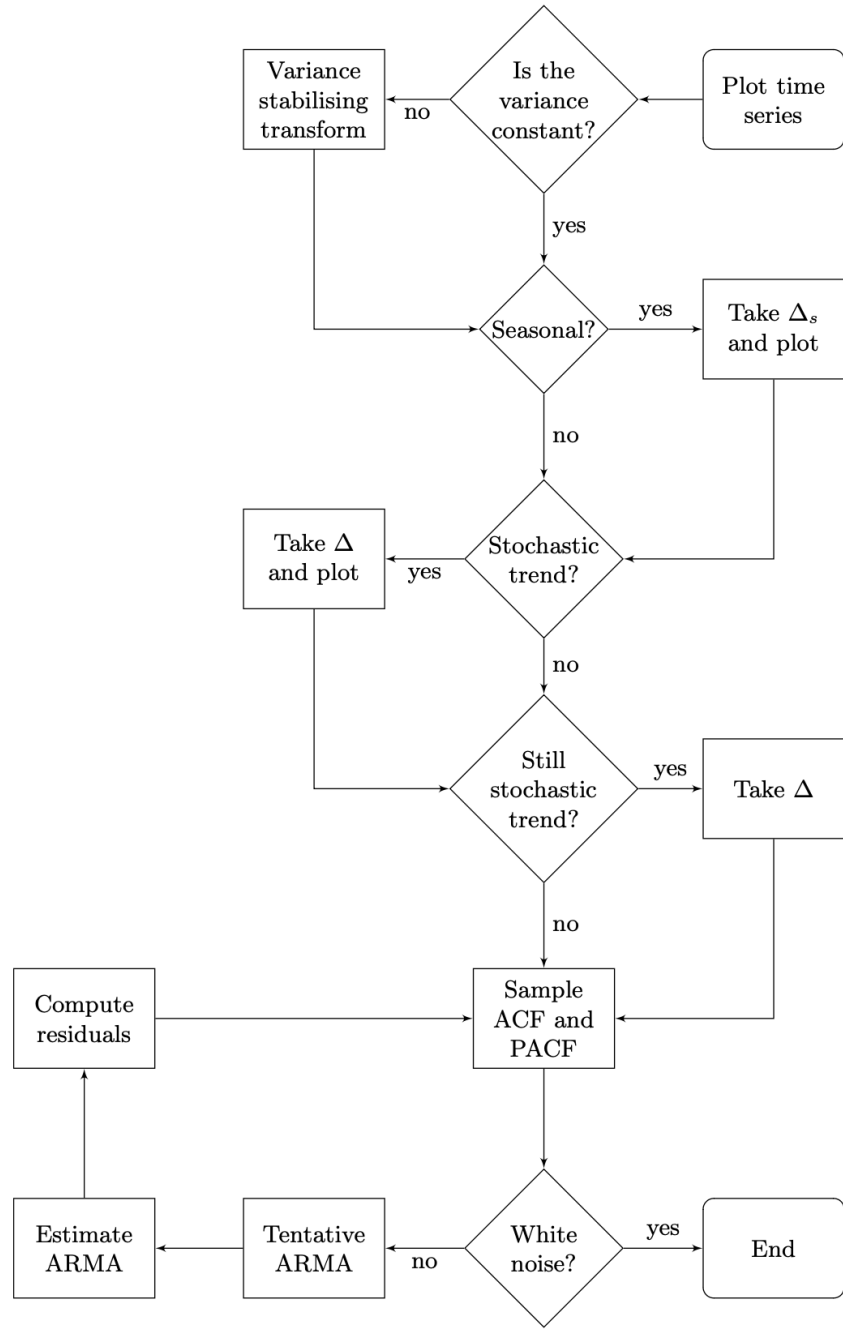 Variance
stabilising
transform
no
Is the
variance
constant?
Plot time
series
yes
Seasonal?
yes
Take Δₛ
and plot
no
Take Δ
and plot
yes
Stochastic
trend?
no
Still
stochastic
trend?
yes
Take Δ
no
Compute
residuals
Sample
ACF and
PACF
Estimate
ARMA
Tentative
ARMA
no
White
noise?
yes
End